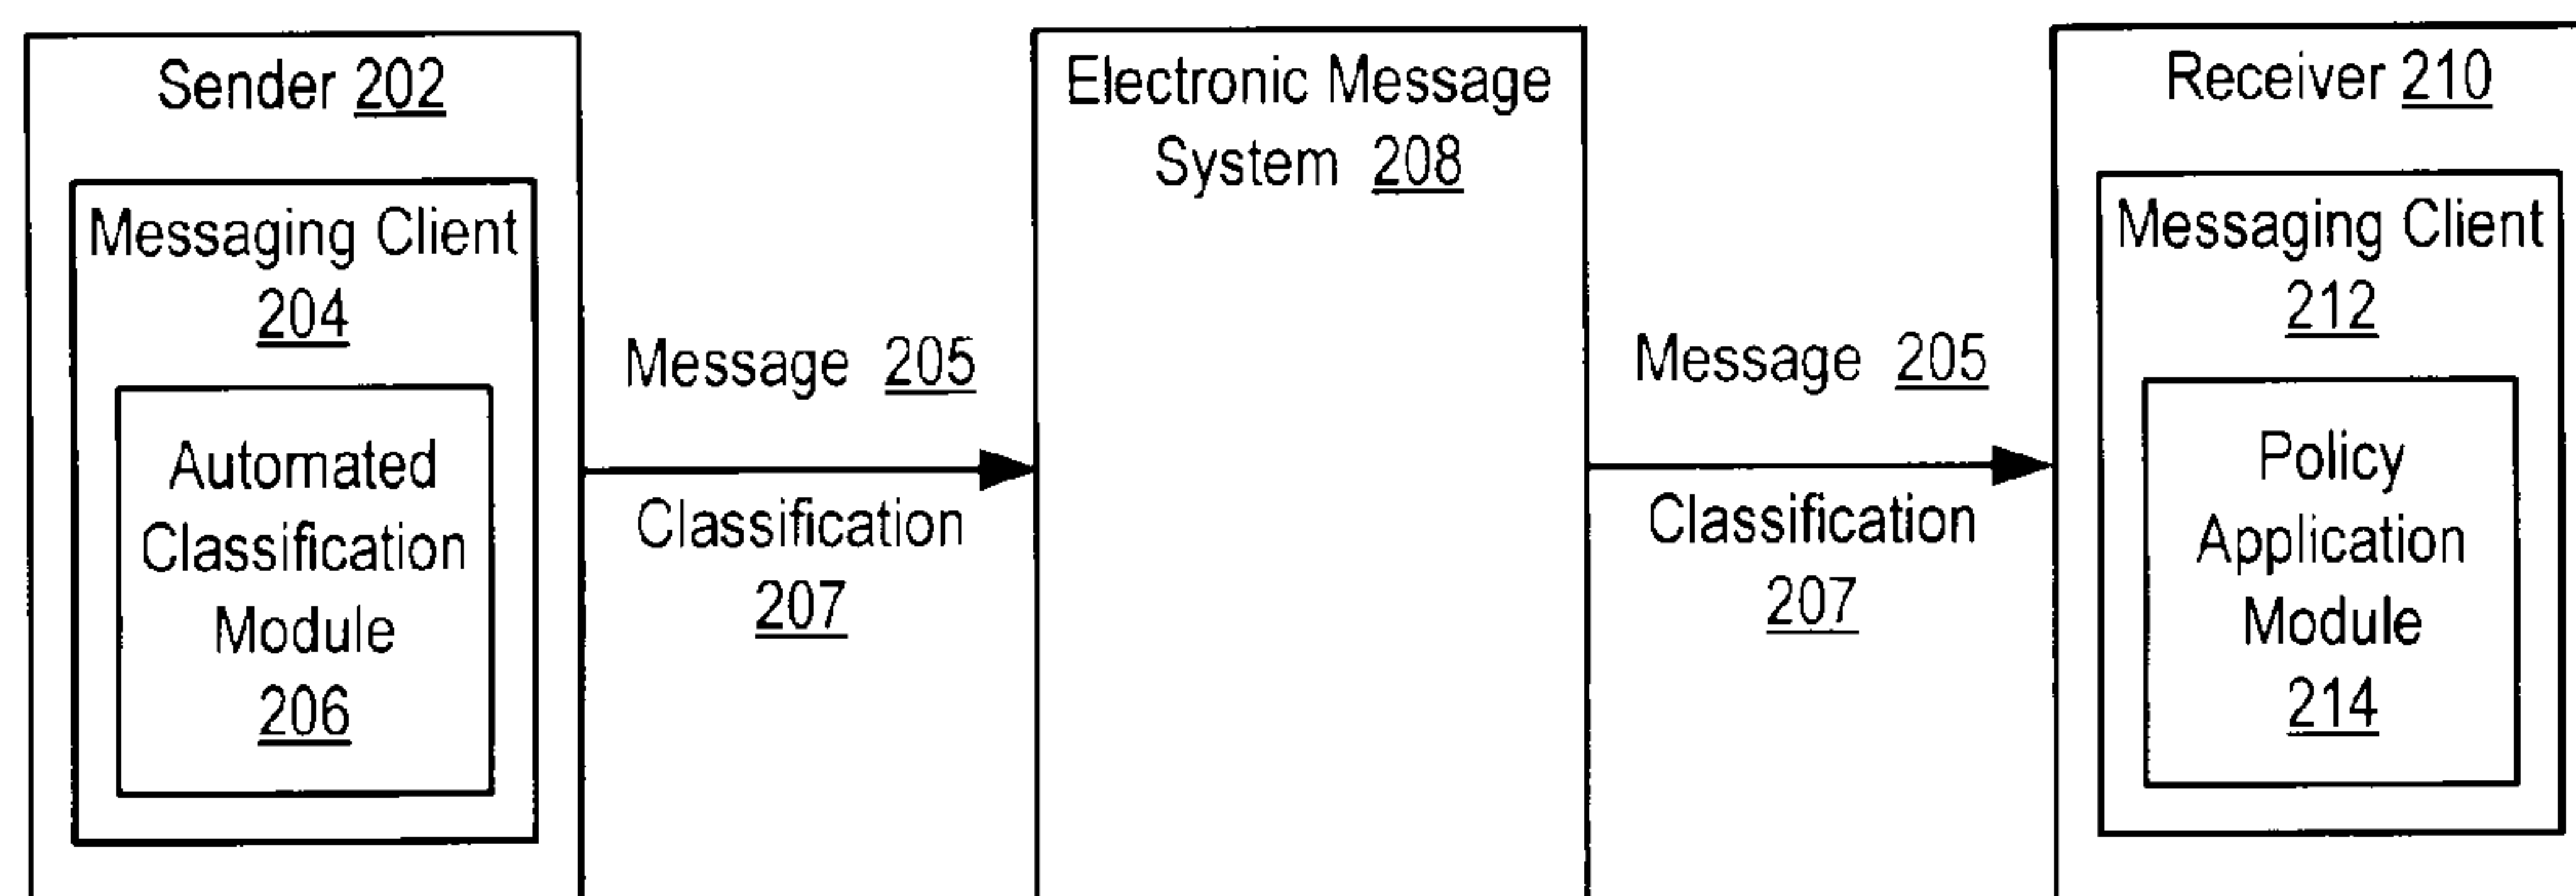 Sender 202
Messaging Client
204
Automated
Classification
Module
206
Message 205
Classification
207
Electronic Message
System 208
Message 205
Classification
207
Receiver 210
Messaging Client
212
Policy
Application
Module
214